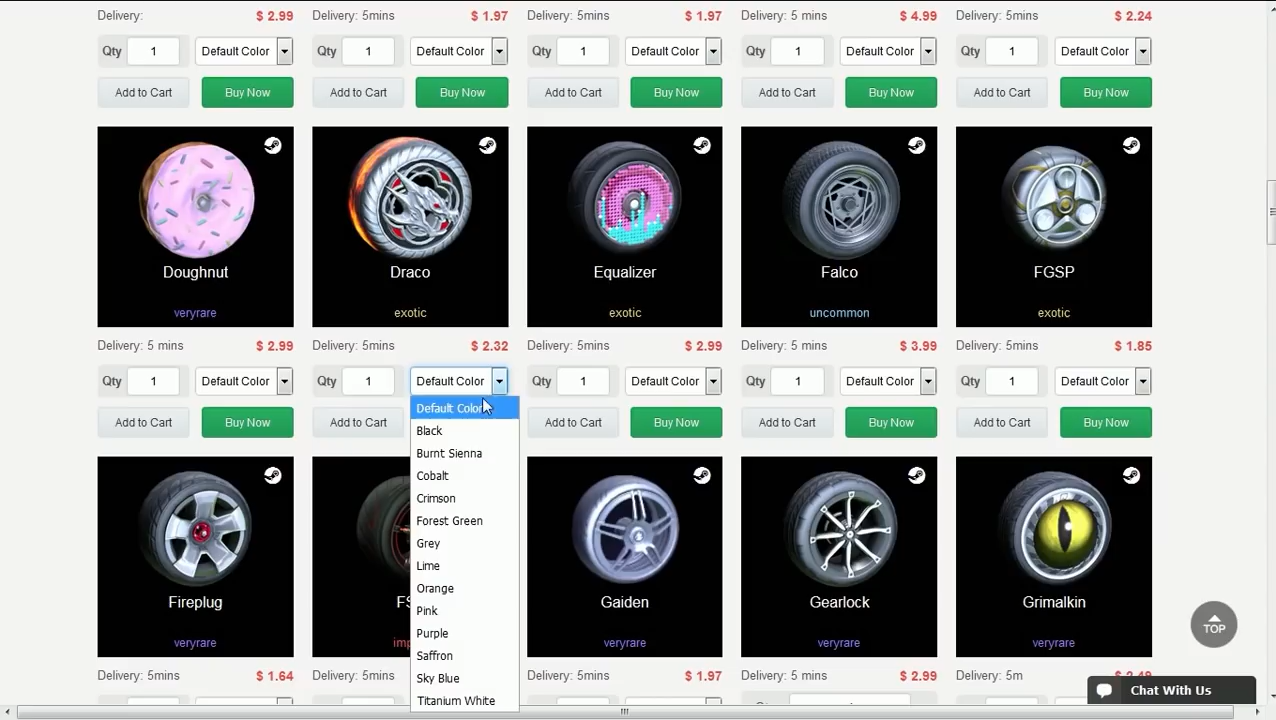 Delivery: $ 2.99 Delivery: 5mins $ 1.97 Delivery: 5mins $ 1.97 Delivery: 5 mins $ 4.99 Delivery: 5mins $ 2.24
Qty 1 Default Color Qty 1 Default Color Qty 1 Default Color Qty 1 Default Color Qty 1 Default Color
Add to Cart Buy Now Add to Cart Buy Now Add to Cart Buy Now Add to Cart Buy Now Add to Cart Buy Now
Doughnut Draco Equalizer Falco FGSP
veryrare exotic exotic uncommon exotic
Delivery: 5 mins $ 2.99 Delivery: 5mins $ 2.32 Delivery: 5mins $ 2.99 Delivery: 5 mins $ 3.99 Delivery: 5mins $ 1.85
Qty 1 Default Color Qty 1 Default Color Qty 1 Default Color Qty 1 Default Color Qty 1 Default Color
Add to Cart Buy Now Add to Cart Add to Cart Buy Now Add to Cart Buy Now Add to Cart Buy Now
Default Color
Black
Burnt Sienna
Cobalt
Crimson
Forest Green
Grey
Lime
Orange
Pink
Purple
Saffron
Sky Blue
Titanium White
Fireplug Gaiden Gearlock Grimalkin
veryrare veryrare veryrare veryrare
Delivery: 5mins $ 1.64 Delivery: 5mins Delivery: 5mins $ 1.97 Delivery: 5mins $ 2.99 Delivery: 5m
TOP
Chat With Us